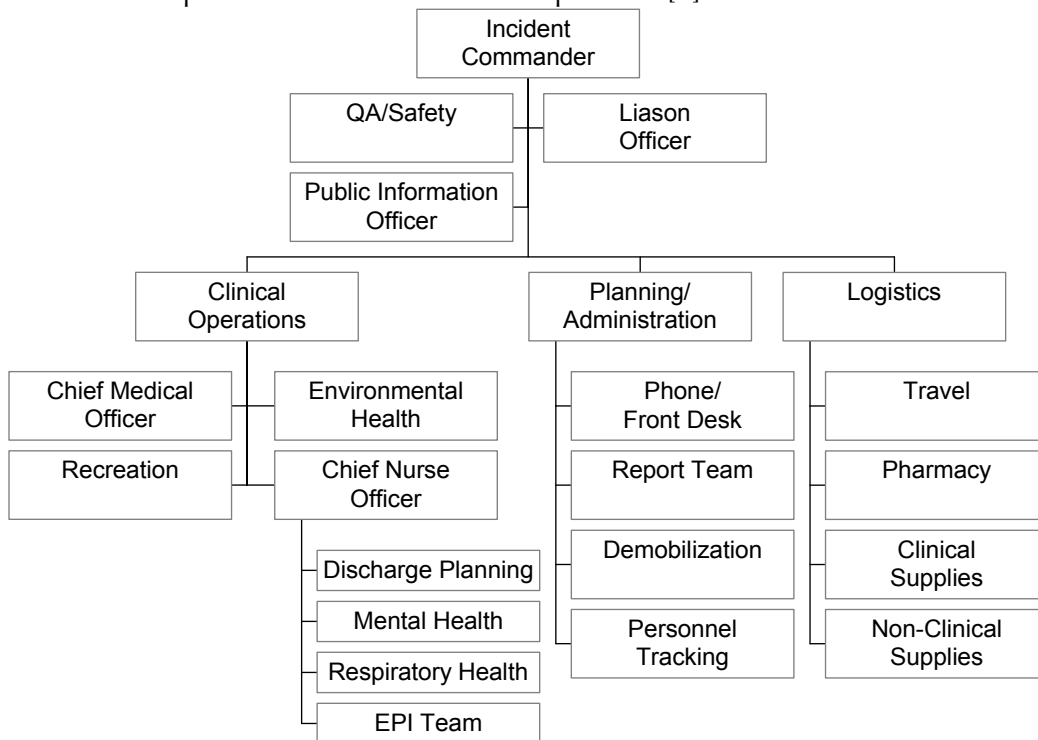 Incident
Commander
QA/Safety
Liason
Officer
Public Information
Officer
Clinical
Operations
Planning/
Administration
Logistics
Chief Medical
Officer
Environmental
Health
Phone/
Front Desk
Travel
Recreation
Chief Nurse
Officer
Report Team
Pharmacy
Discharge Planning
Demobilization
Clinical
Supplies
Mental Health
Personnel
Tracking
Non-Clinical
Supplies
Respiratory Health
EPI Team